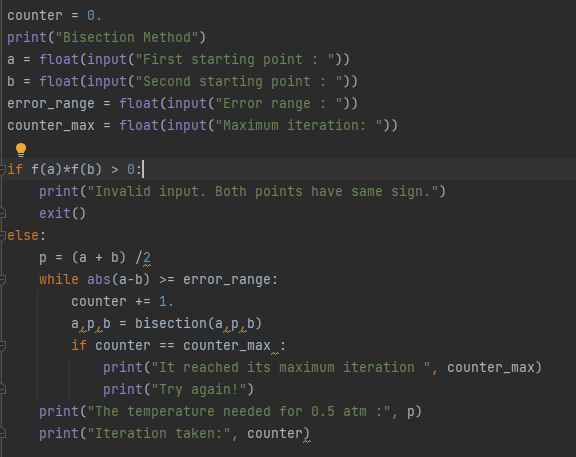 counter = 0.
print("Bisection Method")
a = float(input("First starting point : "))
b = float(input("Second starting point : "))
error_range = float(input("Error range : "))
counter_max = float(input("Maximum iteration: "))
if f(a)*f(b) > 0:
    print("Invalid input. Both points have same sign.")
    exit()
else:
    p = (a + b) /2
    while abs(a-b) >= error_range:
        counter += 1.
        a,p,b = bisection(a,p,b)
        if counter == counter_max :
            print("It reached its maximum iteration ", counter_max)
            print("Try again!")
    print("The temperature needed for 0.5 atm :", p)
    print("Iteration taken:", counter)